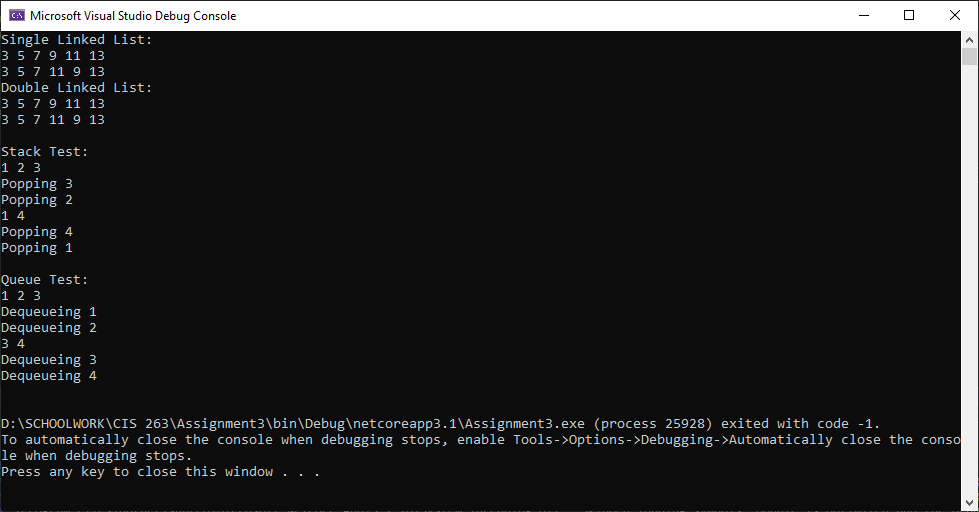 Microsoft Visual Studio Debug Console
Single Linked List:
3 5 7 9 11 13
3 5 7 11 9 13
Double Linked List:
3 5 7 9 11 13
3 5 7 11 9 13
Stack Test:
1 2 3
Popping 3
Popping 2
1 4
Popping 4
Popping 1
Queue Test:
1 2 3
Dequeueing 1
Dequeueing 2
3 4
Dequeueing 3
Dequeueing 4
D:\SCHOOLWORK\CIS 263\Assignment3\bin\Debug\netcoreapp3.1\Assignment3.exe (process 25928) exited with code -1.
To automatically close the console when debugging stops, enable Tools->Options->Debugging->Automatically close the conso
le when debugging stops.
Press any key to close this window . . .